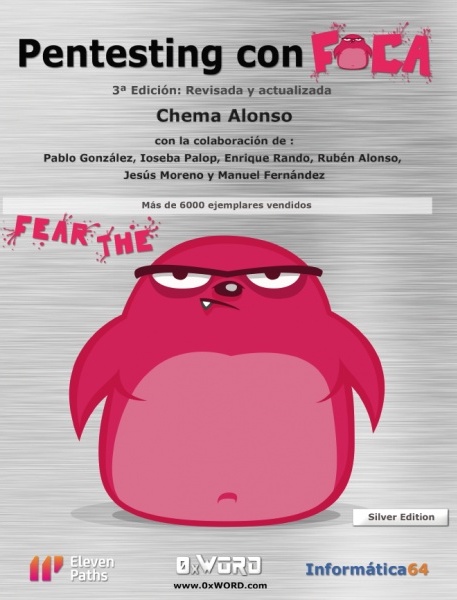 Pentesting con FOCA
3ª Edición: Revisada y actualizada
Chema Alonso
con la colaboración de :
Pablo González, Ioseba Palop, Enrique Rando, Rubén Alonso,
Jesús Moreno y Manuel Fernández
Más de 6000 ejemplares vendidos
FEAR THE
Silver Edition
Eleven
Paths
0xWORD
www.0xWORD.com
Informática64